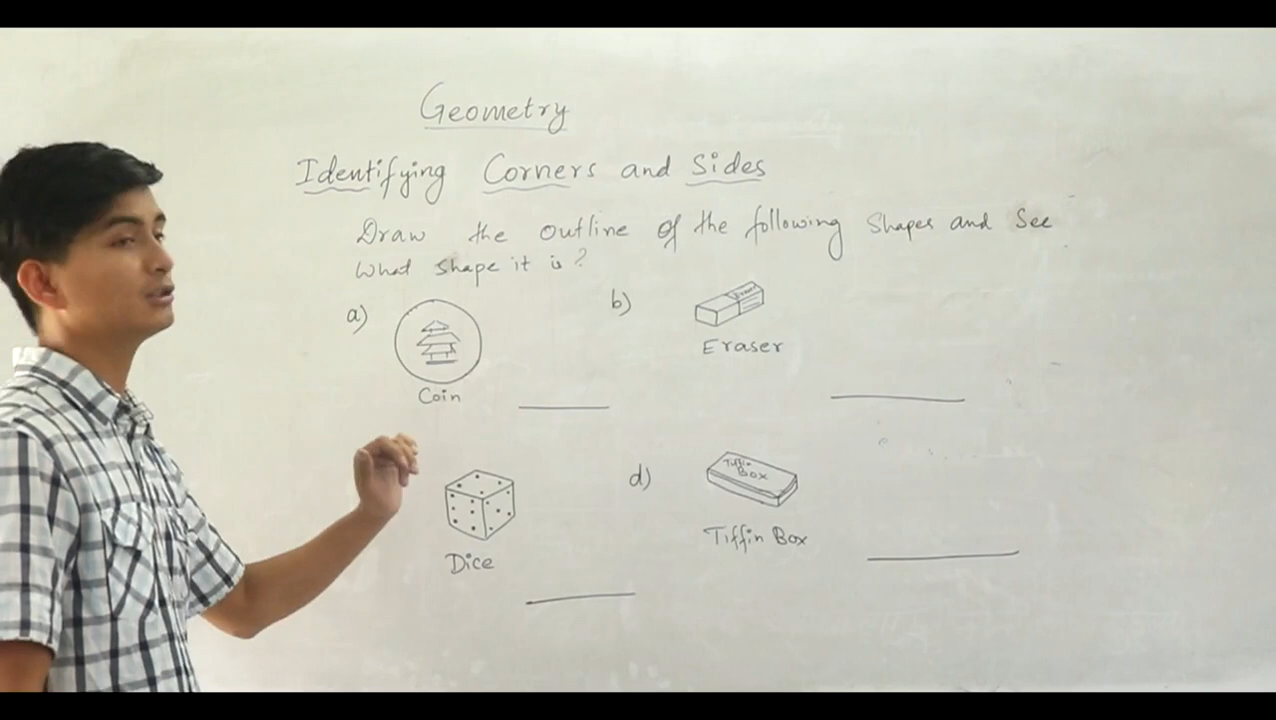 Geometry
Identifying Corners and Sides
Draw the outline of the following Shapes and See
What shape it is?
a)
b)
Eraser
Eraser
Coin
d)
Tiffin
Box
Dice
Tiffin Box